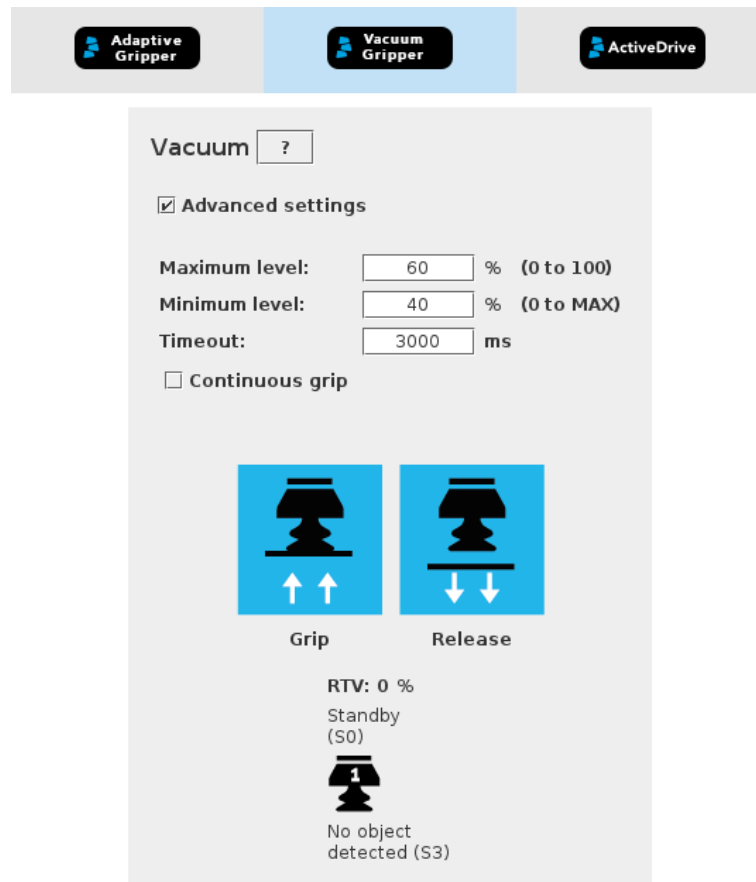 Adaptive
Gripper
Vacuum
Gripper
ActiveDrive
Vacuum ?
Advanced settings
Maximum level: 60 % (0 to 100)
Minimum level: 40 % (0 to MAX)
Timeout: 3000 ms
Continuous grip
Grip Release
RTV: 0 %
Standby
(S0)
1
No object
detected (S3)